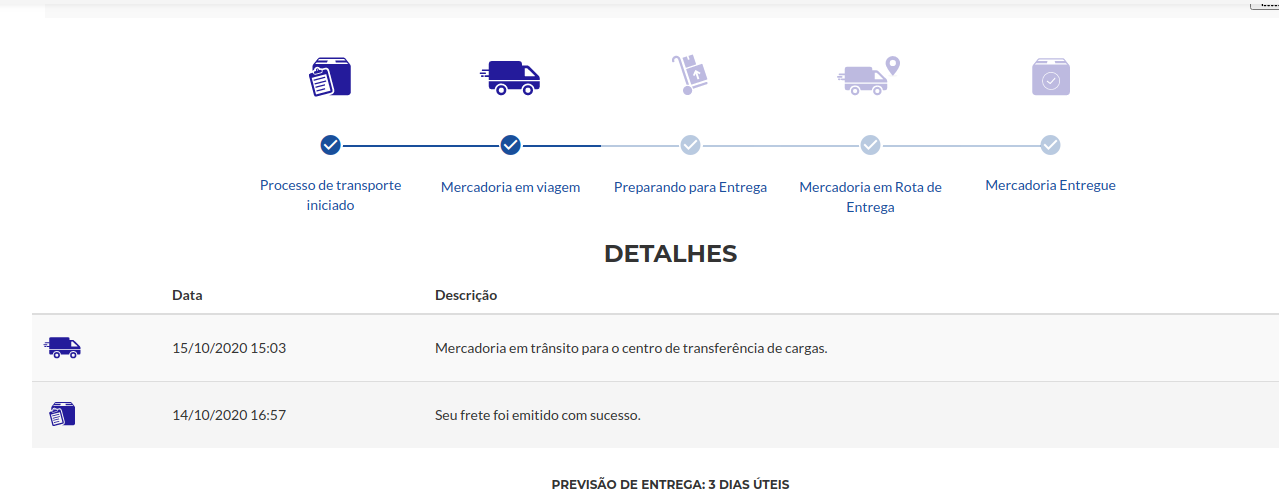 Processo de transporte
iniciado
Mercadoria em viagem
Preparando para Entrega
Mercadoria em Rota de
Entrega
Mercadoria Entregue
DETALHES
Data Descrição
15/10/2020 15:03 Mercadoria em trânsito para o centro de transferência de cargas.
14/10/2020 16:57 Seu frete foi emitido com sucesso.
PREVISÃO DE ENTREGA: 3 DIAS ÚTEIS